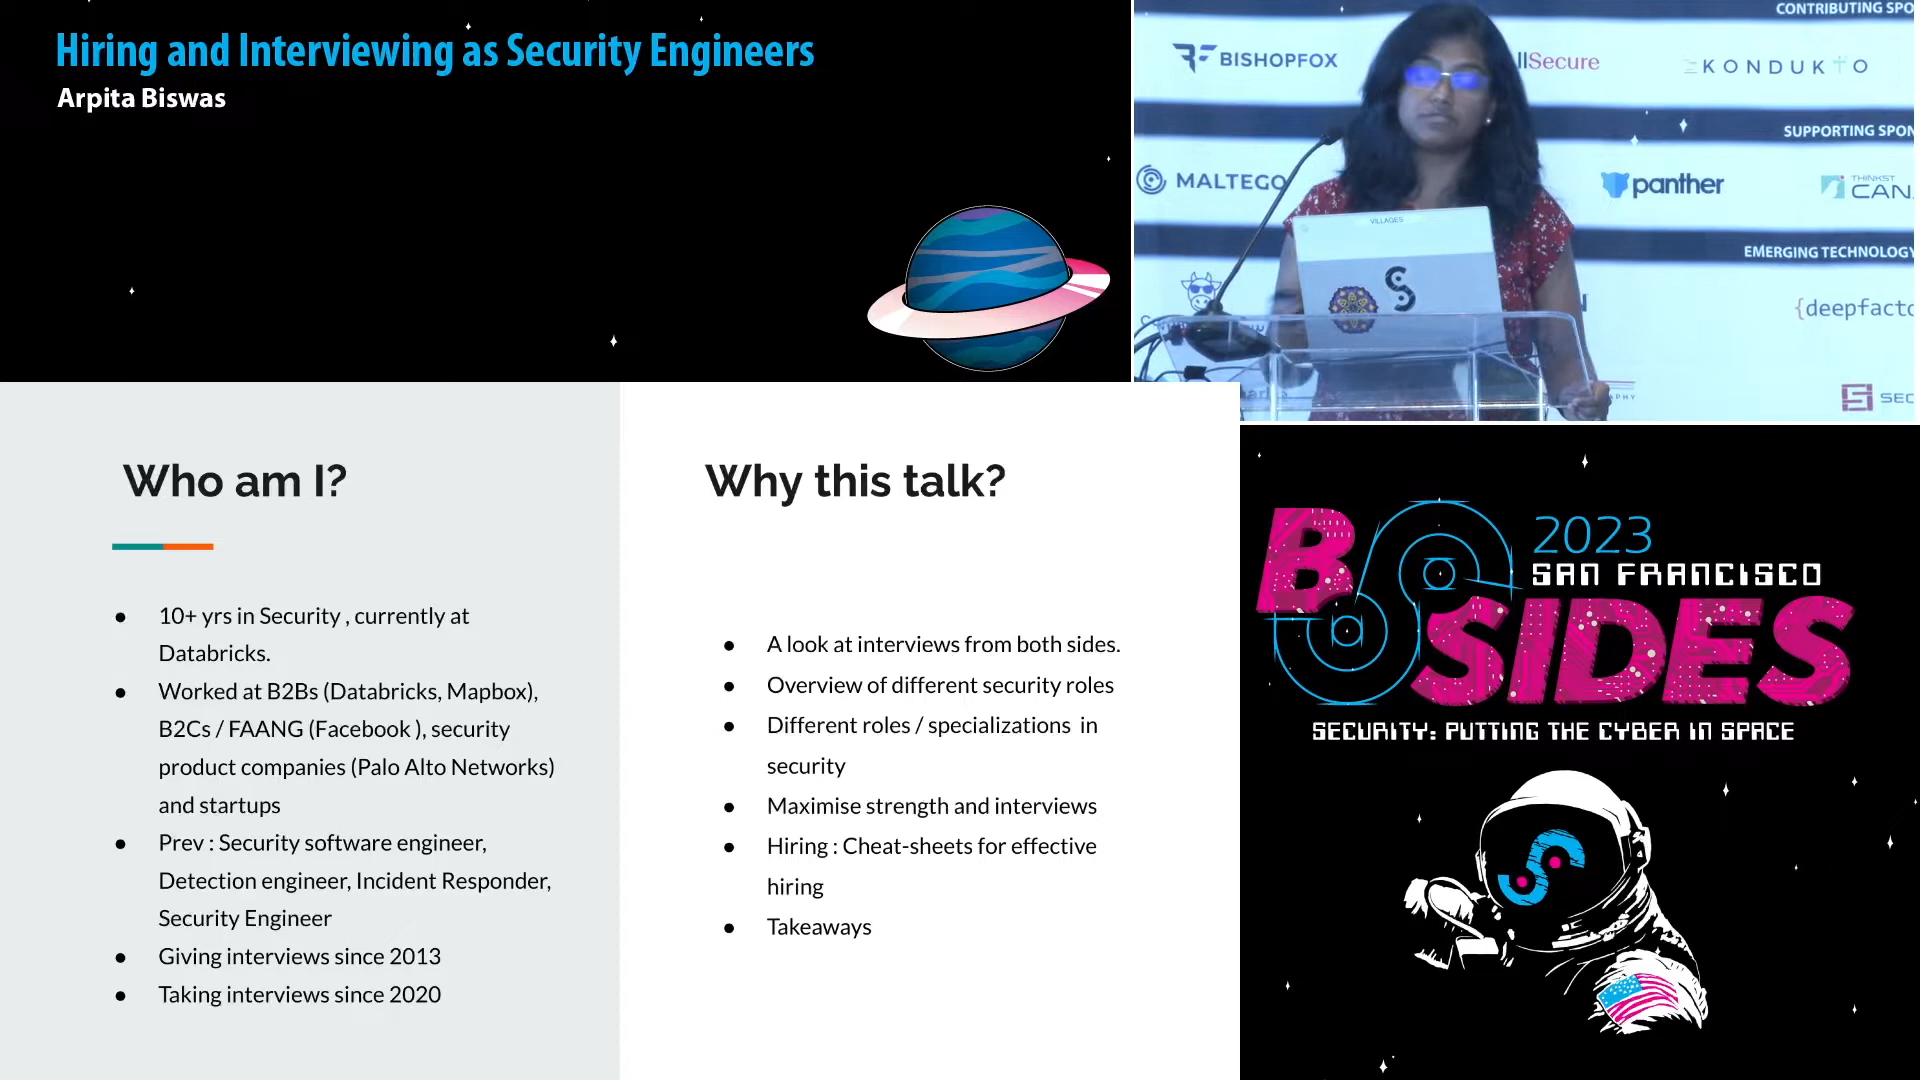 Hiring and Interviewing as Security Engineers
Arpita Biswas
CONTRIBUTING SPO
BISHOPFOX
llSecure
KONDUKTO
SUPPORTING SPON
MALTEGO
panther
THINKST
CAN
VILLAGES
EMERGING TECHNOLOGY
{deepfacto
SEC
Who am I?
● 10+ yrs in Security , currently at
Databricks.
● Worked at B2Bs (Databricks, Mapbox),
B2Cs / FAANG (Facebook ), security
product companies (Palo Alto Networks)
and startups
● Prev : Security software engineer,
Detection engineer, Incident Responder,
Security Engineer
● Giving interviews since 2013
● Taking interviews since 2020
Why this talk?
● A look at interviews from both sides.
● Overview of different security roles
● Different roles / specializations in
security
● Maximise strength and interviews
● Hiring : Cheat-sheets for effective
hiring
● Takeaways
2023
SAN FRANCISCO
BSIDES
SECURITY: PUTTING THE CYBER IN SPACE